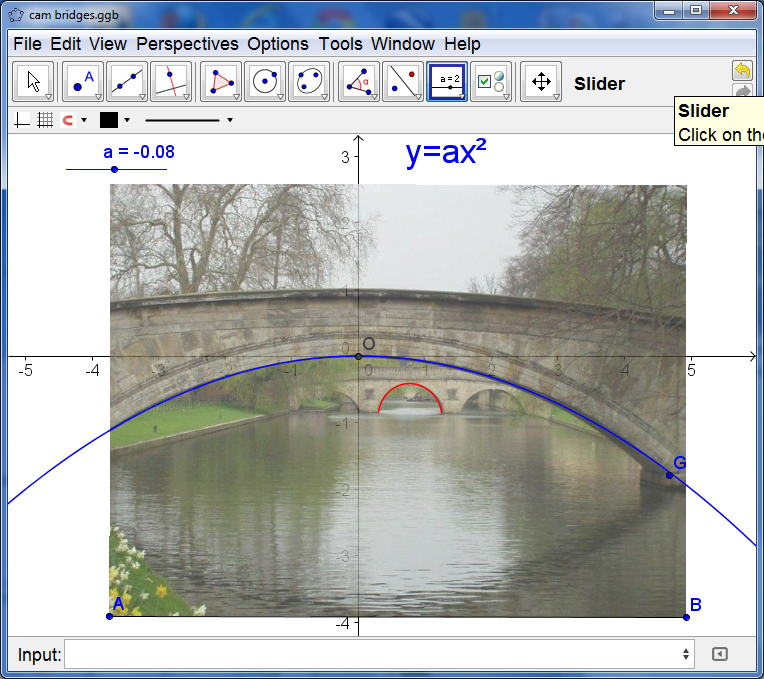 cam bridges.ggb
File Edit View Perspectives Options Tools Window Help
A
α
a = 2
Slider
Slider
Click on the
a = -0.08
y=ax²
3
1
0
O
-5 -4 -3 -2 -1 0 1 2 3 4 5
-1
G
-2
-3
A
B
-4
Input: